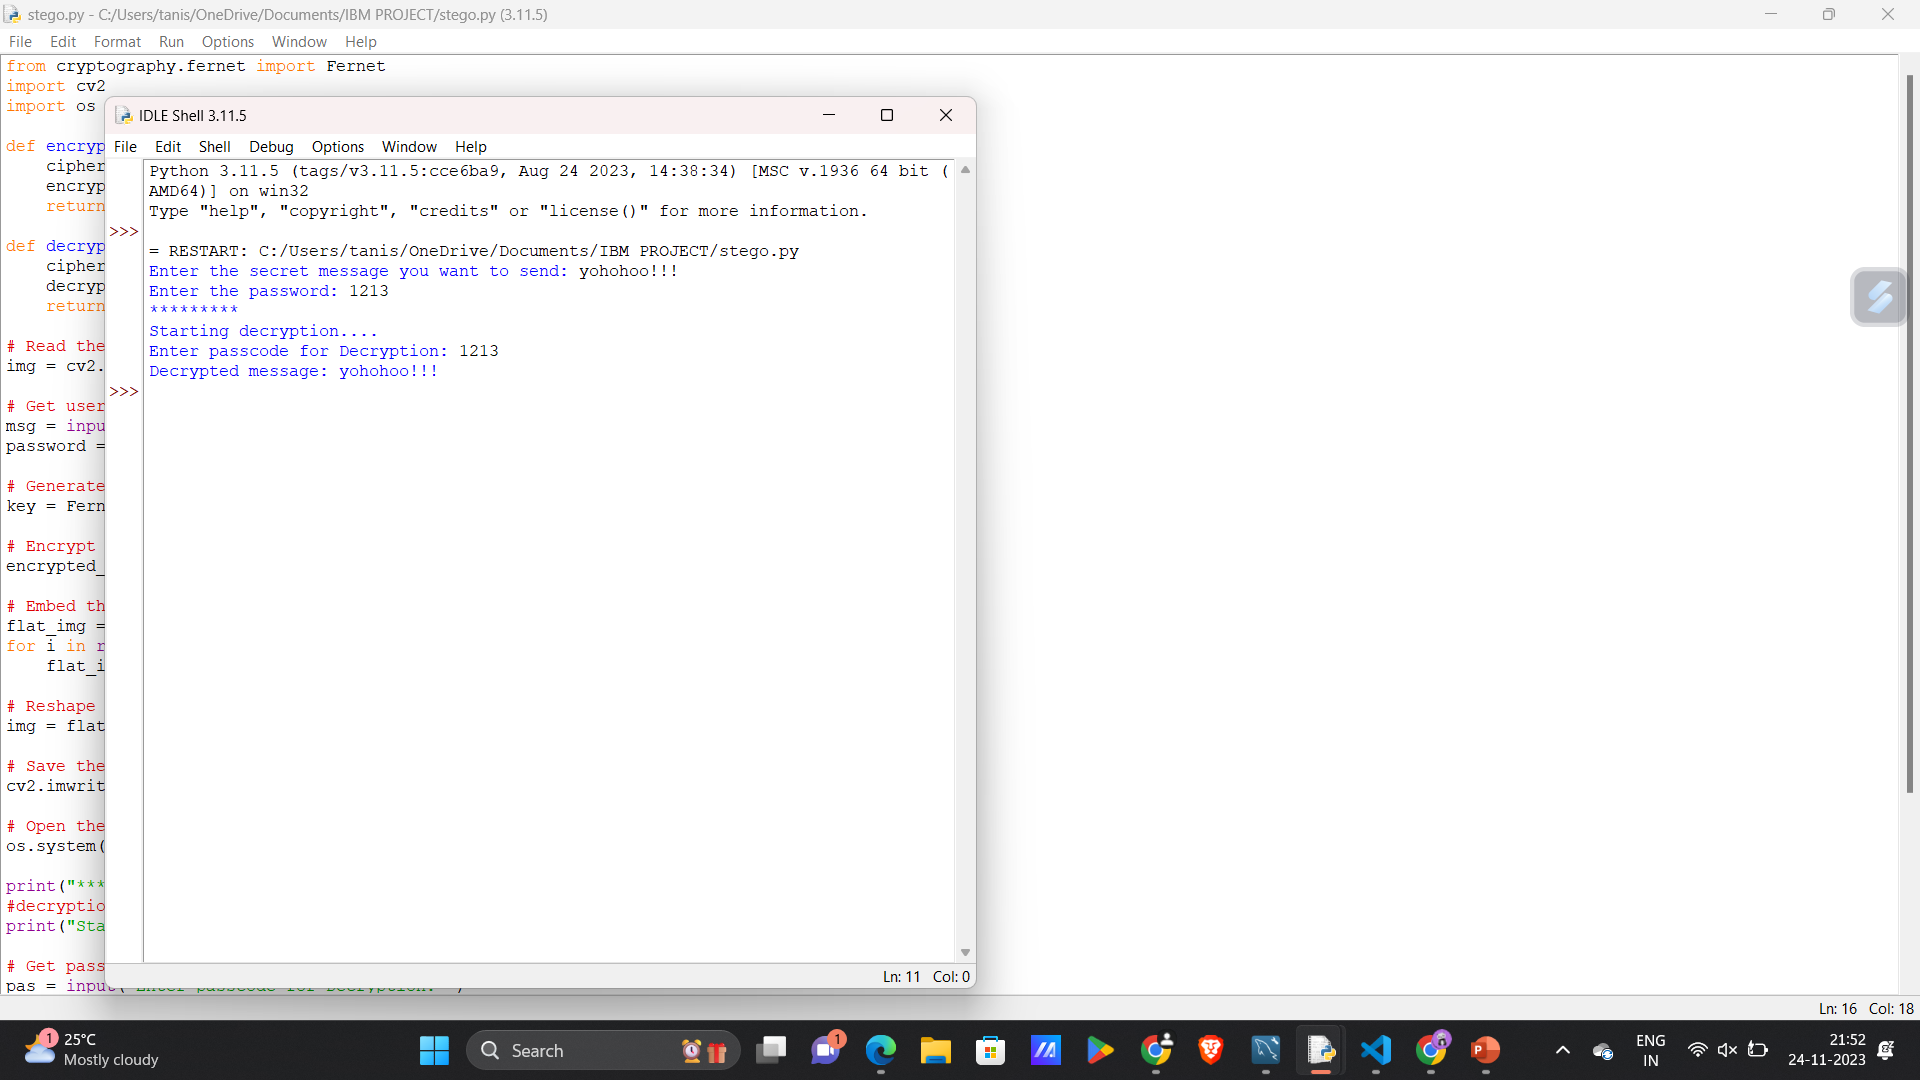 stego.py - C:/Users/tanis/OneDrive/Documents/IBM PROJECT/stego.py (3.11.5)
File Edit Format Run Options Window Help
from cryptography.fernet import Fernet
import cv2
import os
def encryp
cipher
encryp
return
def decryp
cipher
decryp
return
# Read the
img = cv2.
# Get user
msg = inpu
password =
# Generate
key = Fern
# Encrypt
encrypted_
# Embed th
flat_img =
for i in r
flat_i
# Reshape
img = flat
# Save the
cv2.imwrit
# Open the
os.system(
print("***
#decryptio
print("Sta
# Get pass
pas = input("Enter passcode for Decryption: ")
IDLE Shell 3.11.5
File Edit Shell Debug Options Window Help
Python 3.11.5 (tags/v3.11.5:cce6ba9, Aug 24 2023, 14:38:34) [MSC v.1936 64 bit (
AMD64)] on win32
Type "help", "copyright", "credits" or "license()" for more information.
>>>
= RESTART: C:/Users/tanis/OneDrive/Documents/IBM PROJECT/stego.py
Enter the secret message you want to send: yohohoo!!!
Enter the password: 1213
*********
Starting decryption....
Enter passcode for Decryption: 1213
Decrypted message: yohohoo!!!
>>>
Ln: 11 Col: 0
Ln: 16 Col: 18
1
25°C
Mostly cloudy
Search
1
n
P
ENG
IN
21:52
24-11-2023